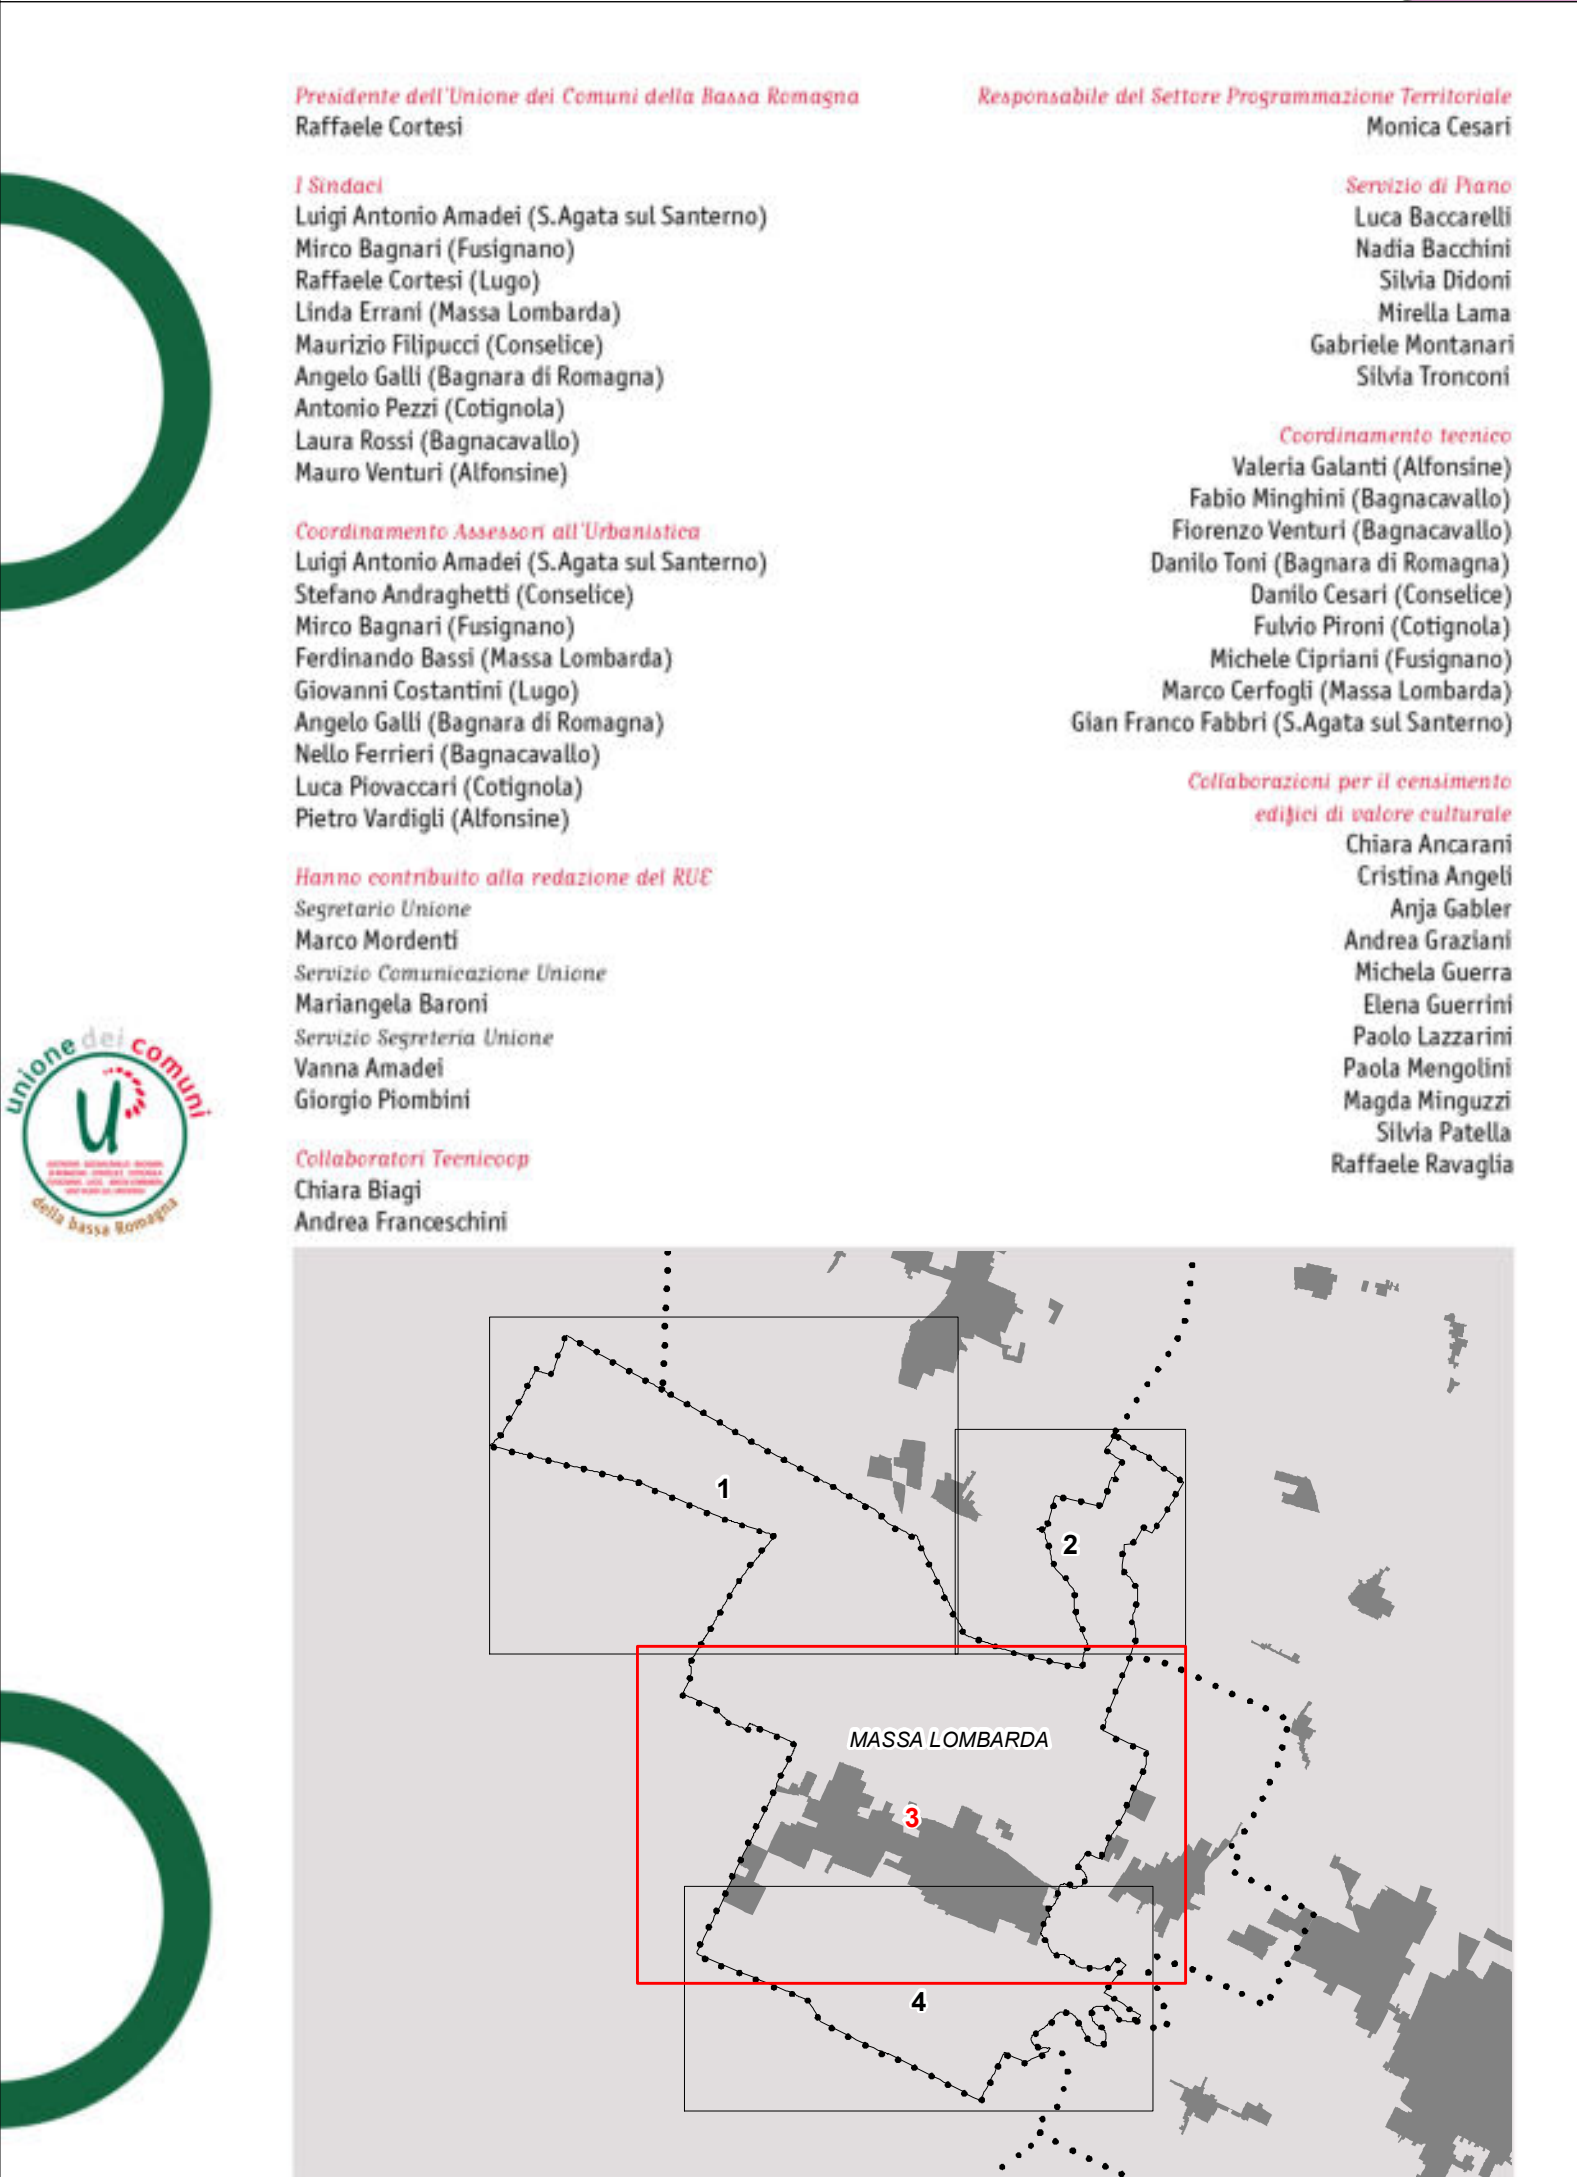 Presidente dell'Unione dei Comuni della Bassa Romagna
Raffaele Cortesi
I Sindaci
Luigi Antonio Amadei (S.Agata sul Santerno)
Mirco Bagnari (Fusignano)
Raffaele Cortesi (Lugo)
Linda Errani (Massa Lombarda)
Maurizio Filipucci (Conselice)
Angelo Galli (Bagnara di Romagna)
Antonio Pezzi (Cotignola)
Laura Rossi (Bagnacavallo)
Mauro Venturi (Alfonsine)
Coordinamento Assessori all'Urbanistica
Luigi Antonio Amadei (S.Agata sul Santerno)
Stefano Andraghetti (Conselice)
Mirco Bagnari (Fusignano)
Ferdinando Bassi (Massa Lombarda)
Giovanni Costantini (Lugo)
Angelo Galli (Bagnara di Romagna)
Nello Ferrieri (Bagnacavallo)
Luca Piovaccari (Cotignola)
Pietro Vardigli (Alfonsine)
Hanno contribuito alla redazione del RUE
Segretario Unione
Marco Mordenti
Servizio Comunicazione Unione
Mariangela Baroni
Servizio Segreteria Unione
Vanna Amadei
Giorgio Piombini
Collaboratori Tecnicoop
Chiara Biagi
Andrea Franceschini
Responsabile del Settore Programmazione Territoriale
Monica Cesari
Servizio di Piano
Luca Baccarelli
Nadia Bacchini
Silvia Didoni
Mirella Lama
Gabriele Montanari
Silvia Tronconi
Coordinamento tecnico
Valeria Galanti (Alfonsine)
Fabio Minghini (Bagnacavallo)
Fiorenzo Venturi (Bagnacavallo)
Danilo Toni (Bagnara di Romagna)
Danilo Cesari (Conselice)
Fulvio Pironi (Cotignola)
Michele Cipriani (Fusignano)
Marco Cerfogli (Massa Lombarda)
Gian Franco Fabbri (S.Agata sul Santerno)
Collaborazioni per il censimento
edifici di valore culturale
Chiara Ancarani
Cristina Angeli
Anja Gabler
Andrea Graziani
Michela Guerra
Elena Guerrini
Paolo Lazzarini
Paola Mengolini
Magda Minguzzi
Silvia Patella
Raffaele Ravaglia
unione dei comuni
U
della bassa Romagna
1
2
MASSA LOMBARDA
3
4